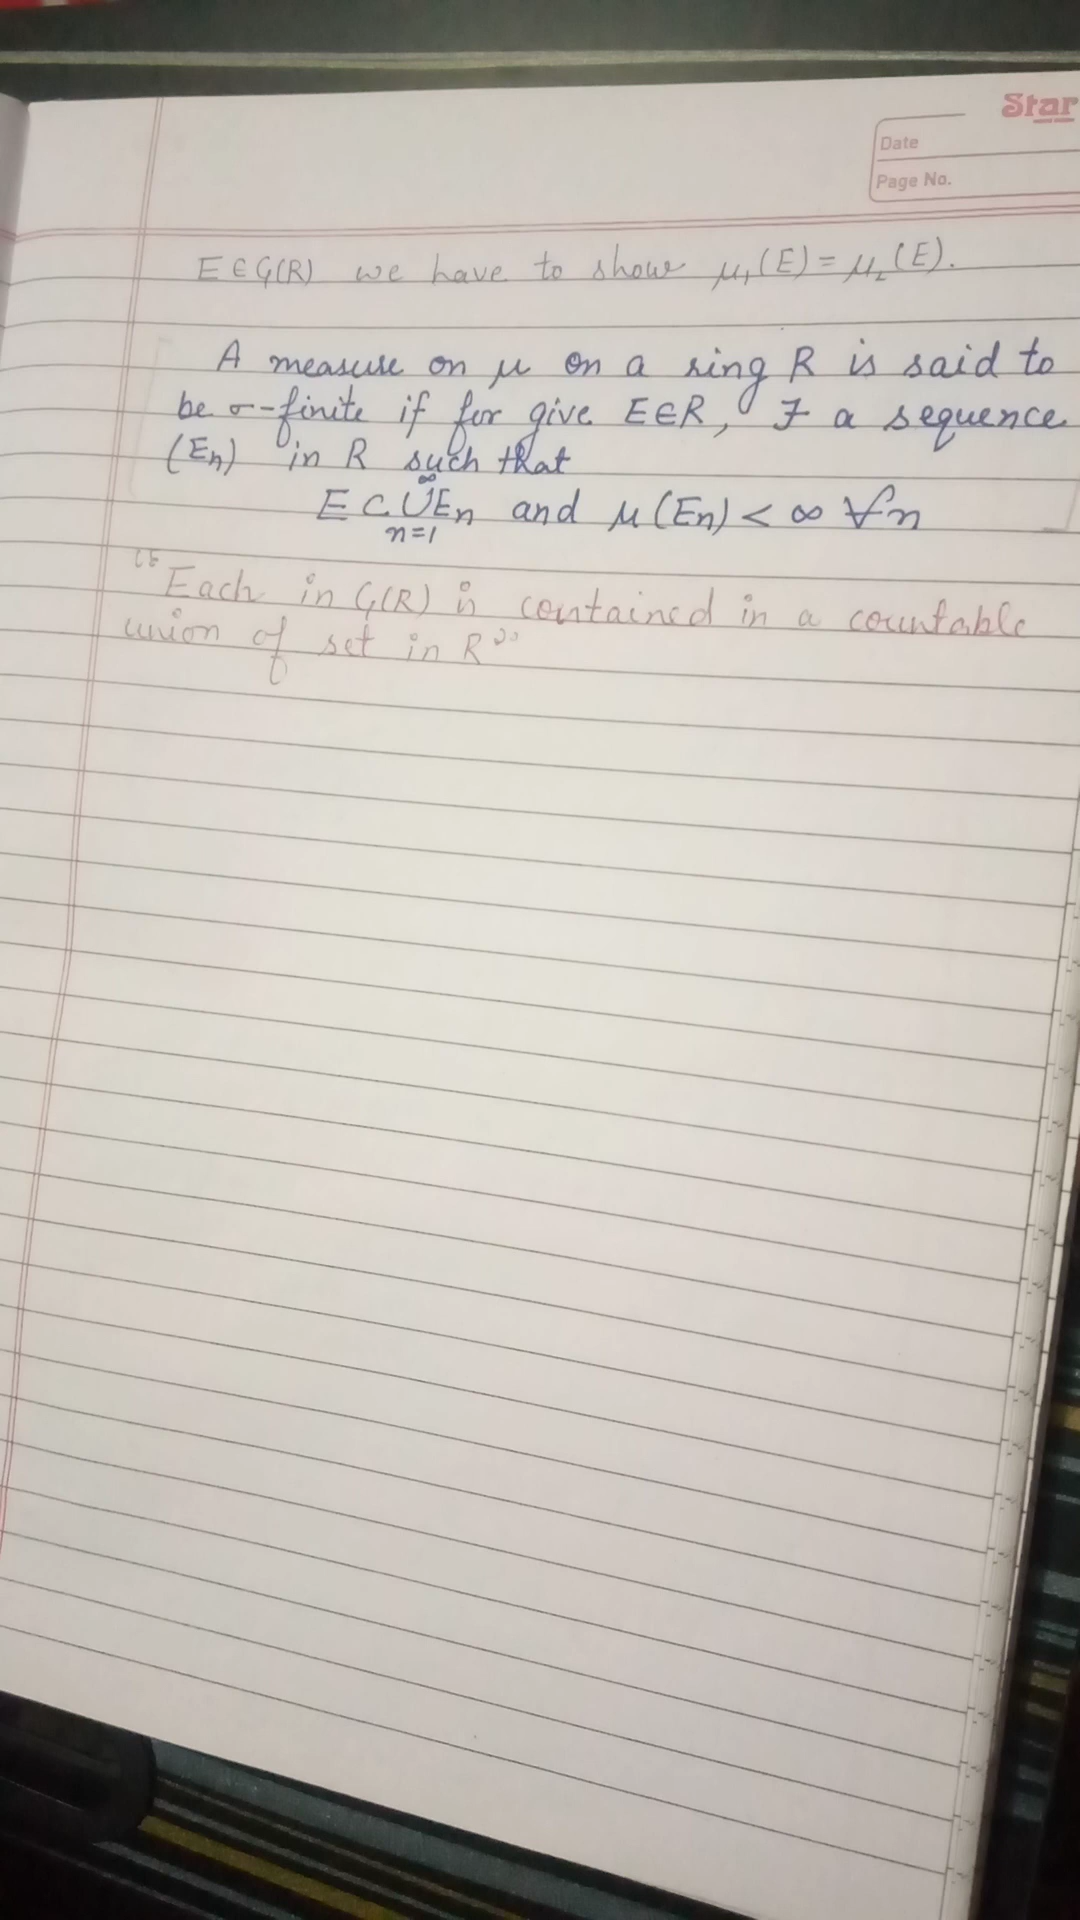 Star
Date
Page No.
E ∈ G(R) we have to show μ₁(E) = μ₂(E).
A measure on μ on a ring R is said to
be σ-finite if for give E∈R, ∃ a sequence
(En) in R such that
E ⊂ ∞∪n=1 En and μ(En) < ∞ ∀ n
"Each in G(R) is contained in a countable
union of set in R"